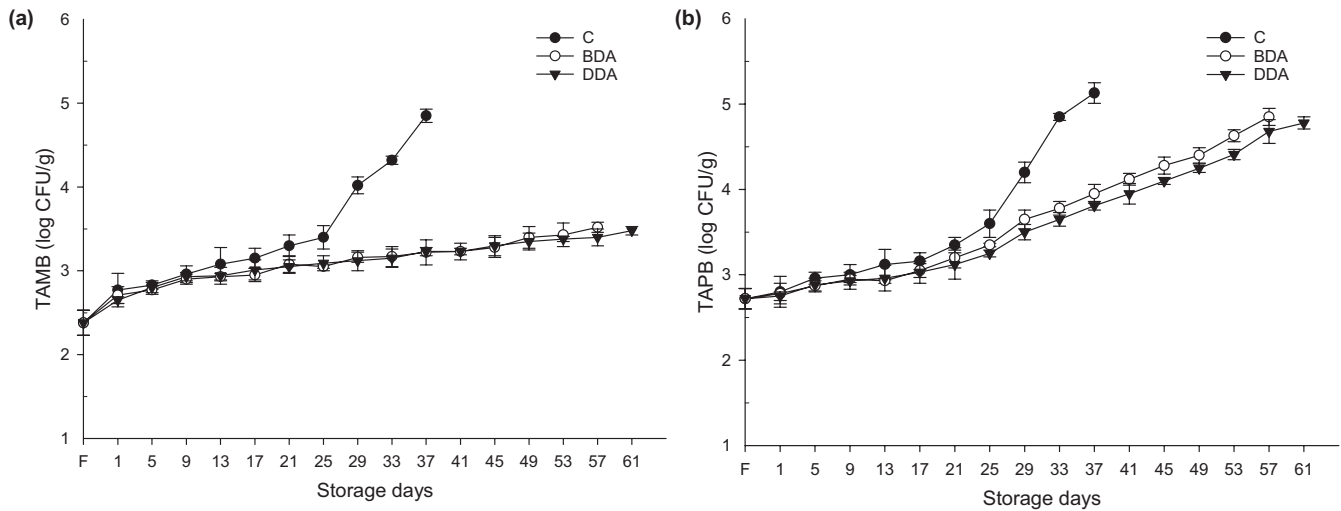 (a)
6
5
4
3
2
1
TAMB (log CFU/g)
C
BDA
DDA
F 1 5 9 13 17 21 25 29 33 37 41 45 49 53 57 61
Storage days
(b)
6
5
4
3
2
1
TAPB (log CFU/g)
C
BDA
DDA
F 1 5 9 13 17 21 25 29 33 37 41 45 49 53 57 61
Storage days